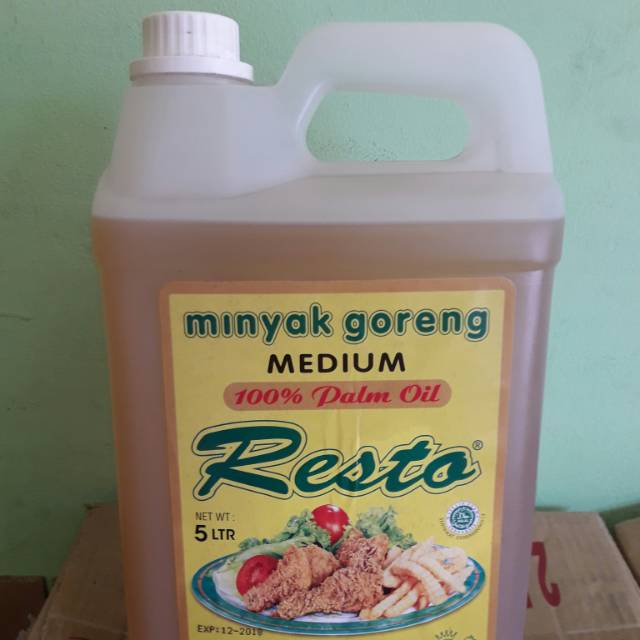 minyak goreng
MEDIUM
100% Palm Oil
Resto®
NET WT :
5 LTR